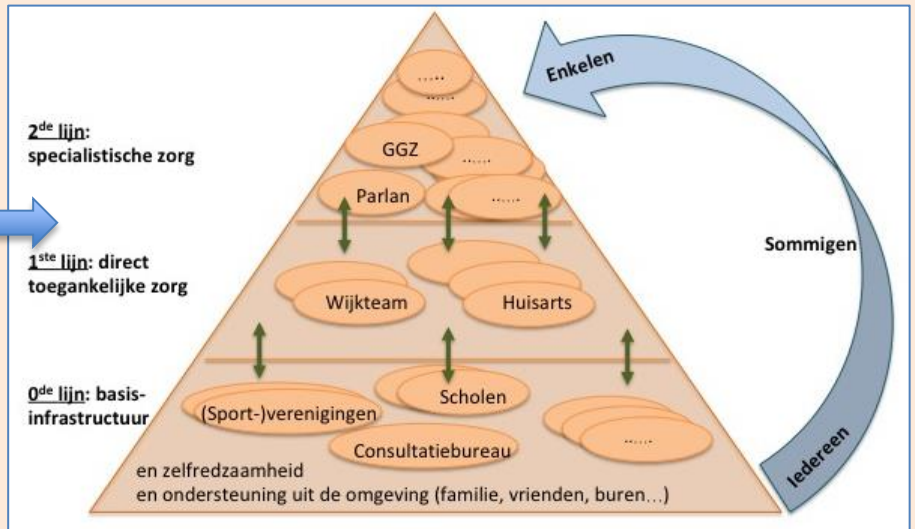 .....
......
2de lijn:
specialistische zorg
GGZ
......
Parlan
......
Enkelen
Sommigen
Iedereen
1ste lijn: direct
toegankelijke zorg
Wijkteam
Huisarts
0de lijn: basis-
infrastructuur
(Sport-)verenigingen
Scholen
Consultatiebureau
......
en zelfredzaamheid
en ondersteuning uit de omgeving (familie, vrienden, buren...)